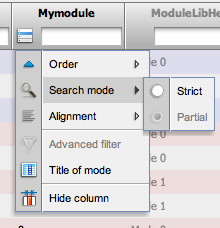 Mymodule
ModuleLibHe
Order
Search mode
Strict
Alignment
Partial
Advanced filter
Title of mode
Hide column